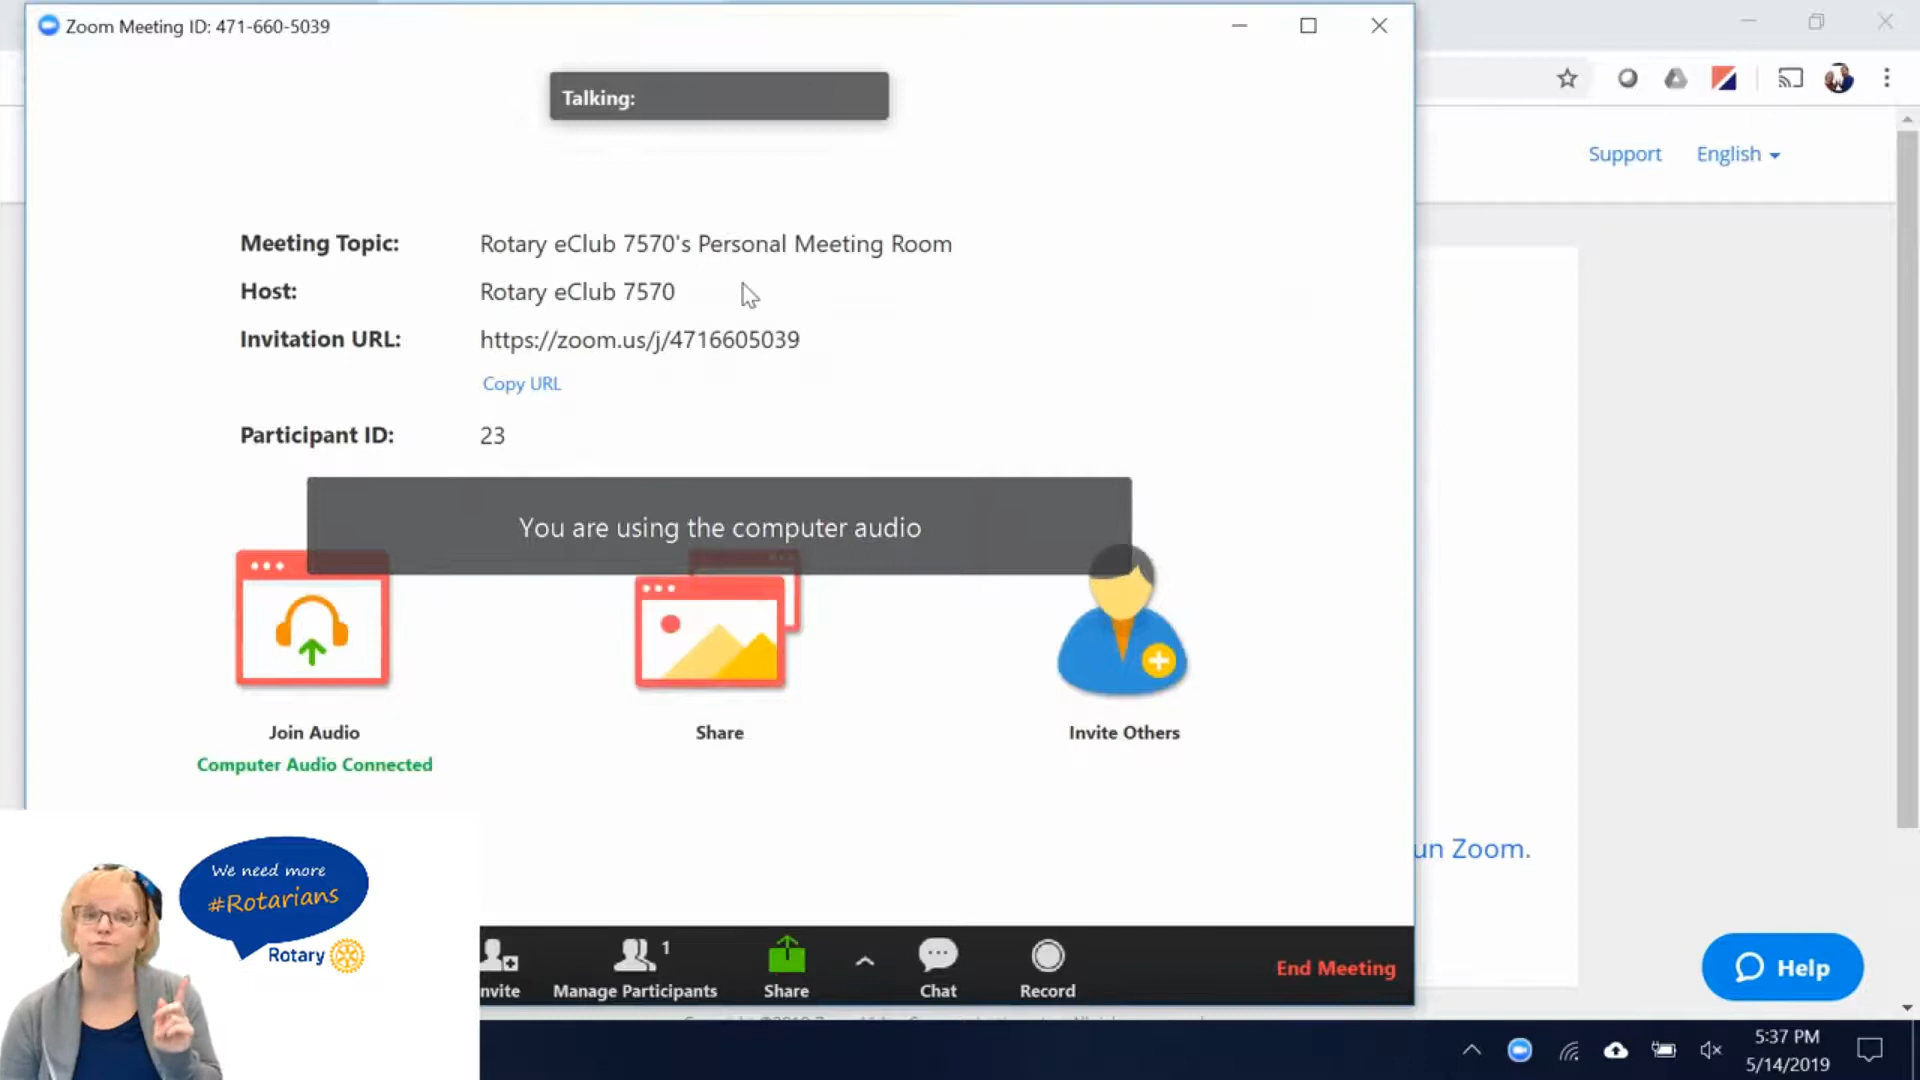 Zoom Meeting ID: 471-660-5039
Talking:
Support
English
Meeting Topic: Rotary eClub 7570's Personal Meeting Room
Host: Rotary eClub 7570
Invitation URL: https://zoom.us/j/4716605039
Copy URL
Participant ID: 23
You are using the computer audio
Join Audio
Share
Invite Others
Computer Audio Connected
un Zoom.
We need more
#Rotarians
Rotary
nvite
Manage Participants
1
Share
Chat
Record
End Meeting
Help
5:37 PM
5/14/2019